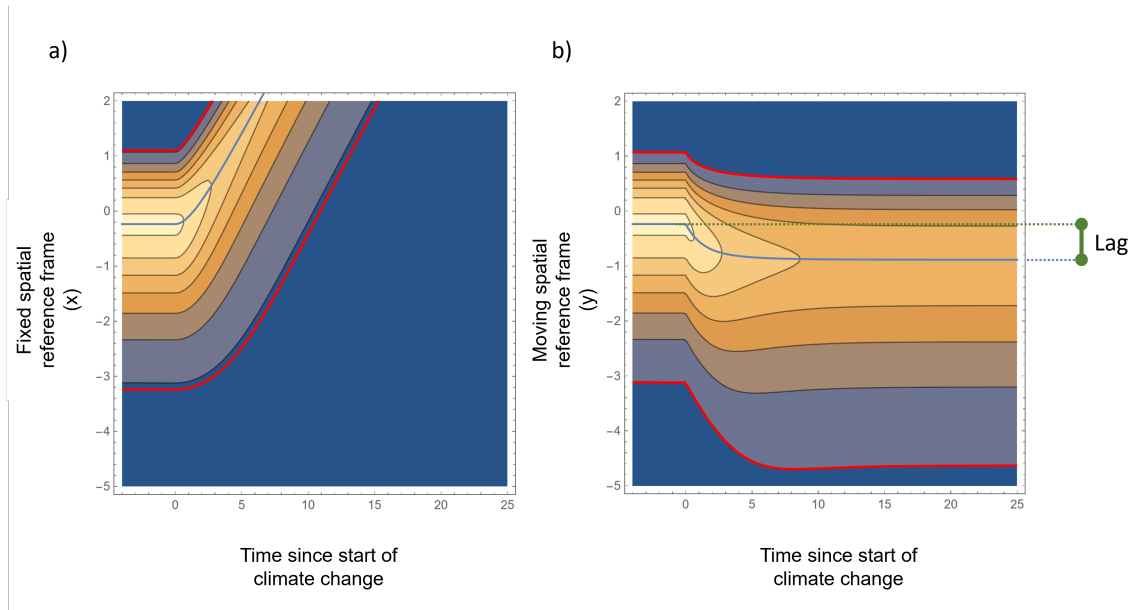 a)
b)
2
1
0
−1
−2
−3
−4
−5
0
5
10
15
20
25
Fixed spatial
reference frame
(x)
Time since start of
climate change
2
1
0
−1
−2
−3
−4
−5
0
5
10
15
20
25
Moving spatial
reference frame
(y)
Time since start of
climate change
Lag